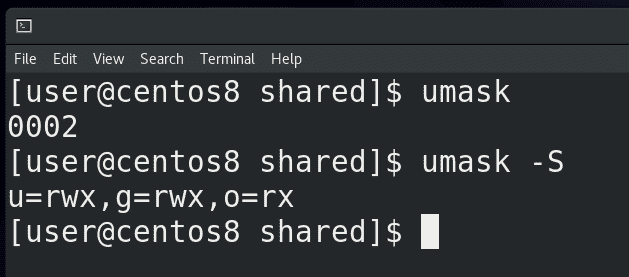 File Edit View Search Terminal Help
[user@centos8 shared]$ umask
0002
[user@centos8 shared]$ umask -S
u=rwx,g=rwx,o=rx
[user@centos8 shared]$